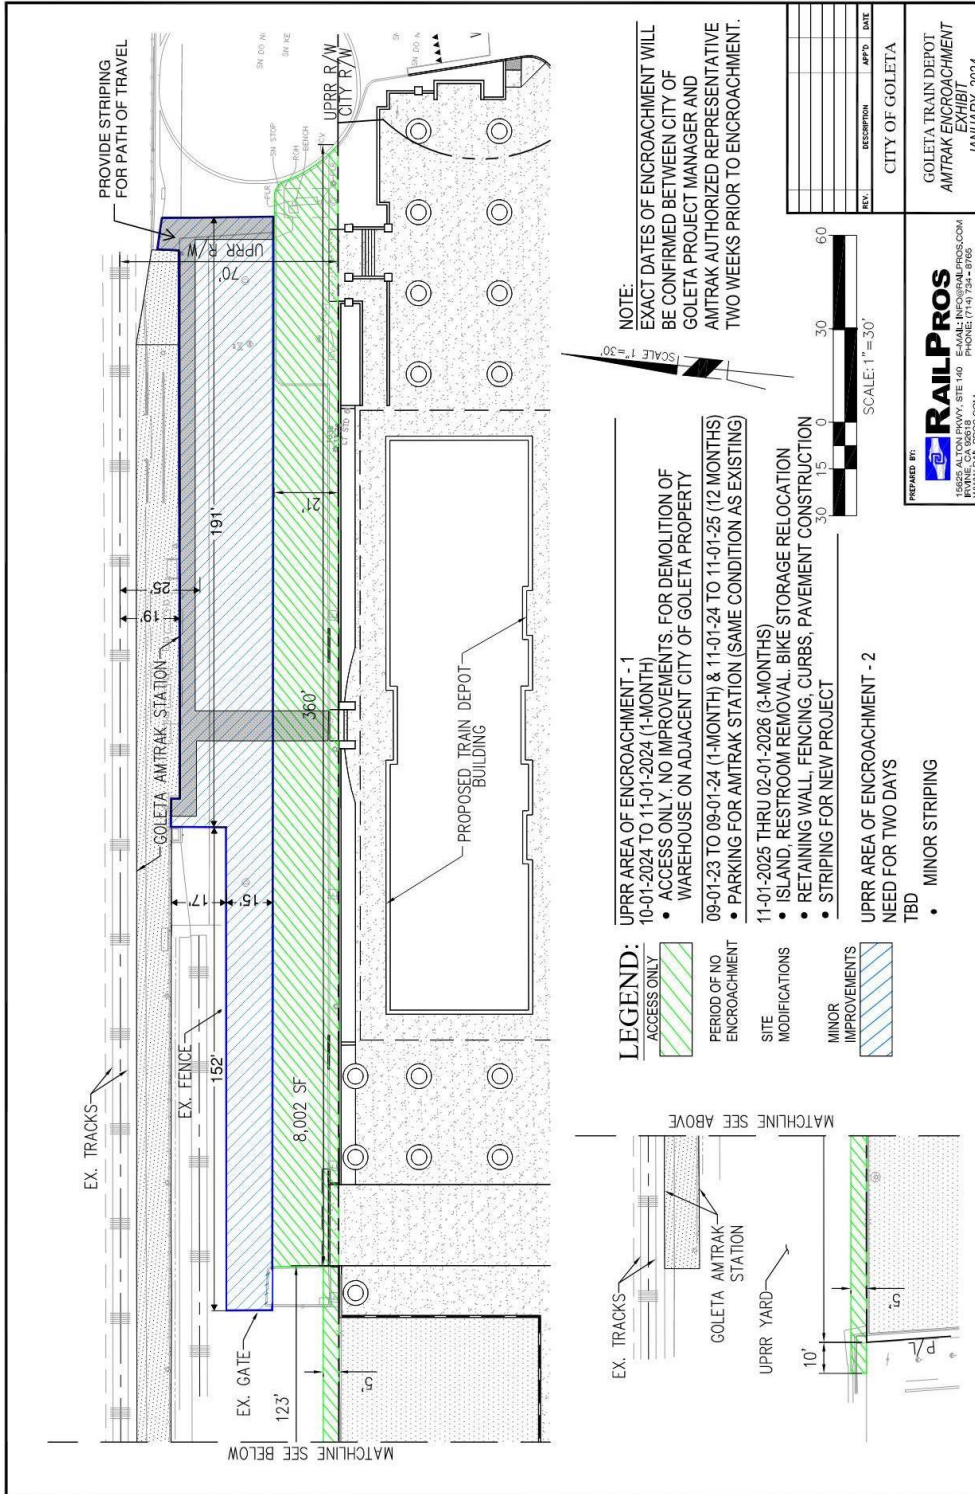 EX. TRACKS
GOLETA AMTRAK STATION
EX. FENCE
EX. GATE
152'
17'
15'
19'
25'
191'
70'
UPRR R/W
PROVIDE STRIPING
FOR PATH OF TRAVEL
SN STOP
ROH
BENCH
UPRR R/W
CITY R/W
8,002 SF
360'
21'
123'
5'
MATCHLINE SEE BELOW
PROPOSED TRAIN DEPOT
BUILDING
MATCHLINE SEE ABOVE
EX. TRACKS
GOLETA AMTRAK
STATION
UPRR YARD
10'
5'
P/L
LEGEND:
ACCESS ONLY
PERIOD OF NO
ENCROACHMENT
SITE
MODIFICATIONS
MINOR
IMPROVEMENTS
UPRR AREA OF ENCROACHMENT - 1
10-01-2024 TO 11-01-2024 (1-MONTH)
• ACCESS ONLY. NO IMPROVEMENTS. FOR DEMOLITION OF
WAREHOUSE ON ADJACENT CITY OF GOLETA PROPERTY
09-01-23 TO 09-01-24 (1-MONTH) & 11-01-24 TO 11-01-25 (12 MONTHS)
• PARKING FOR AMTRAK STATION (SAME CONDITION AS EXISTING)
11-01-2025 THRU 02-01-2026 (3-MONTHS)
• ISLAND, RESTROOM REMOVAL. BIKE STORAGE RELOCATION
• RETAINING WALL, FENCING, CURBS, PAVEMENT CONSTRUCTION
• STRIPING FOR NEW PROJECT
UPRR AREA OF ENCROACHMENT - 2
NEED FOR TWO DAYS
TBD
• MINOR STRIPING
NOTE:
EXACT DATES OF ENCROACHMENT WILL
BE CONFIRMED BETWEEN CITY OF
GOLETA PROJECT MANAGER AND
AMTRAK AUTHORIZED REPRESENTATIVE
TWO WEEKS PRIOR TO ENCROACHMENT.
SCALE 1"=30'
30 15 0 30 60
SCALE: 1"=30'
PREPARED BY:
RAILPROS
15625 ALTON PKWY, STE 140 E-MAIL: INFO@RAILPROS.COM
IRVINE, CA 92618 PHONE: (714) 734-8765
REV. DESCRIPTION APP'D DATE
CITY OF GOLETA
GOLETA TRAIN DEPOT
AMTRAK ENCROACHMENT
EXHIBIT
JANUARY 2024